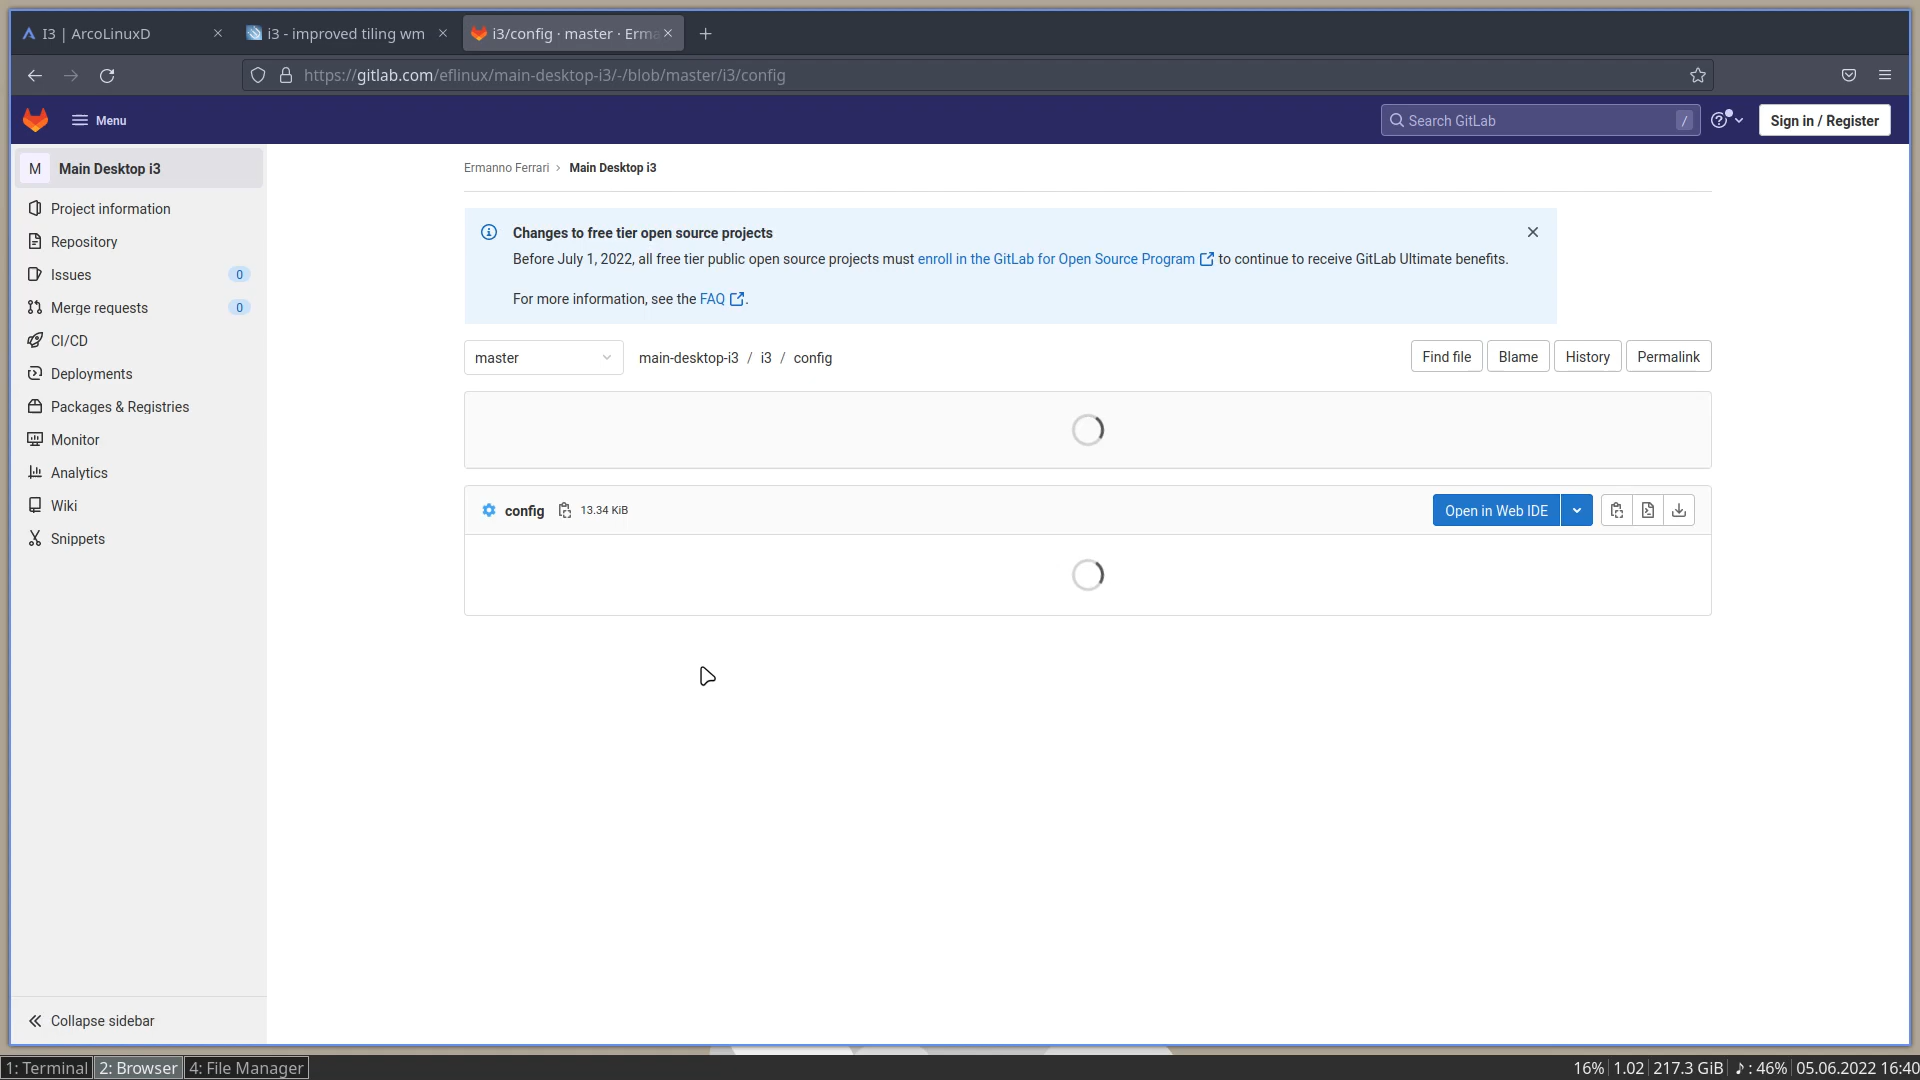 I3 | ArcoLinuxD
i3 - improved tiling wm
i3/config · master · Erma
https://gitlab.com/eflinux/main-desktop-i3/-/blob/master/i3/config
Menu
Search GitLab
/
Sign in / Register
M
Main Desktop i3
Project information
Repository
Issues 0
Merge requests 0
CI/CD
Deployments
Packages & Registries
Monitor
Analytics
Wiki
Snippets
Collapse sidebar
Ermanno Ferrari › Main Desktop i3
Changes to free tier open source projects
Before July 1, 2022, all free tier public open source projects must enroll in the GitLab for Open Source Program to continue to receive GitLab Ultimate benefits.
For more information, see the FAQ.
master
main-desktop-i3 / i3 / config
Find file
Blame
History
Permalink
config 13.34 KiB
Open in Web IDE
1: Terminal
2: Browser
4: File Manager
16% | 1.02 | 217.3 GiB | ♪: 46% | 05.06.2022 16:40